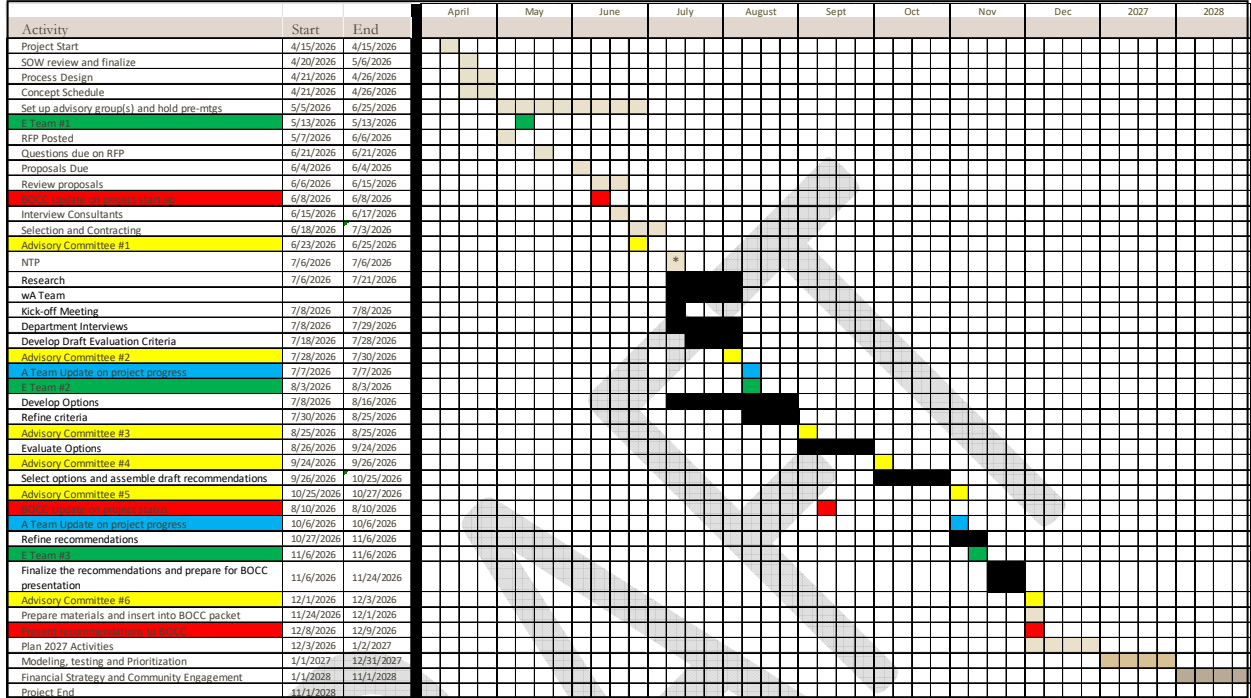 April May June July August Sept Oct Nov Dec 2027 2028
Activity Start End
Project Start 4/15/2026 4/15/2026
SOW review and finalize 4/20/2026 5/6/2026
Process Design 4/21/2026 4/26/2026
Concept Schedule 4/21/2026 4/26/2026
Set up advisory group(s) and hold pre-mtgs 5/5/2026 6/25/2026
E Team #1 5/13/2026 5/13/2026
RFP Posted 5/7/2026 6/6/2026
Questions due on RFP 6/21/2026 6/21/2026
Proposals Due 6/4/2026 6/4/2026
Review proposals 6/6/2026 6/15/2026
BOCC Update on project start-up 6/8/2026 6/8/2026
Interview Consultants 6/15/2026 6/17/2026
Selection and Contracting 6/18/2026 7/3/2026
Advisory Committee #1 6/23/2026 6/25/2026
NTP 7/6/2026 *
Research 7/6/2026 7/21/2026
wA Team
Kick-off Meeting 7/8/2026 7/8/2026
Department Interviews 7/8/2026 7/29/2026
Develop Draft Evaluation Criteria 7/18/2026 7/28/2026
Advisory Committee #2 7/28/2026 7/30/2026
A Team Update on project progress 7/7/2026 7/7/2026
E Team #2 8/3/2026 8/3/2026
Develop Options 7/8/2026 8/16/2026
Refine criteria 7/30/2026 8/25/2026
Advisory Committee #3 8/25/2026 8/25/2026
Evaluate Options 8/26/2026 9/24/2026
Advisory Committee #4 9/24/2026 9/26/2026
Select options and assemble draft recommendations 9/26/2026 10/25/2026
Advisory Committee #5 10/25/2026 10/27/2026
BOCC Update on project status 8/10/2026 8/10/2026
A Team Update on project progress 10/6/2026 10/6/2026
Refine recommendations 10/27/2026 11/6/2026
E Team #3 11/6/2026 11/6/2026
Finalize the recommendations and prepare for BOCC
presentation 11/6/2026 11/24/2026
Advisory Committee #6 12/1/2026 12/3/2026
Prepare materials and insert into BOCC packet 11/24/2026 12/1/2026
Present recommendations to BOCC 12/8/2026 12/9/2026
Plan 2027 Activities 12/3/2026 1/2/2027
Modeling, testing and Prioritization 1/1/2027 12/31/2027
Financial Strategy and Community Engagement 1/1/2028 11/1/2028
Project End 11/1/2028